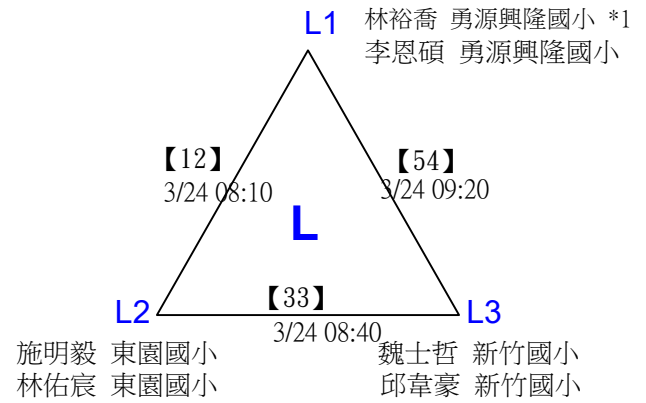 L1 林裕喬 勇源興隆國小 *1
李恩碩 勇源興隆國小
【12】 【54】
3/24 08:10 3/24 09:20
L
【33】
L2 L3
3/24 08:40
施明毅 東園國小 魏士哲 新竹國小
林佑宸 東園國小 邱韋豪 新竹國小